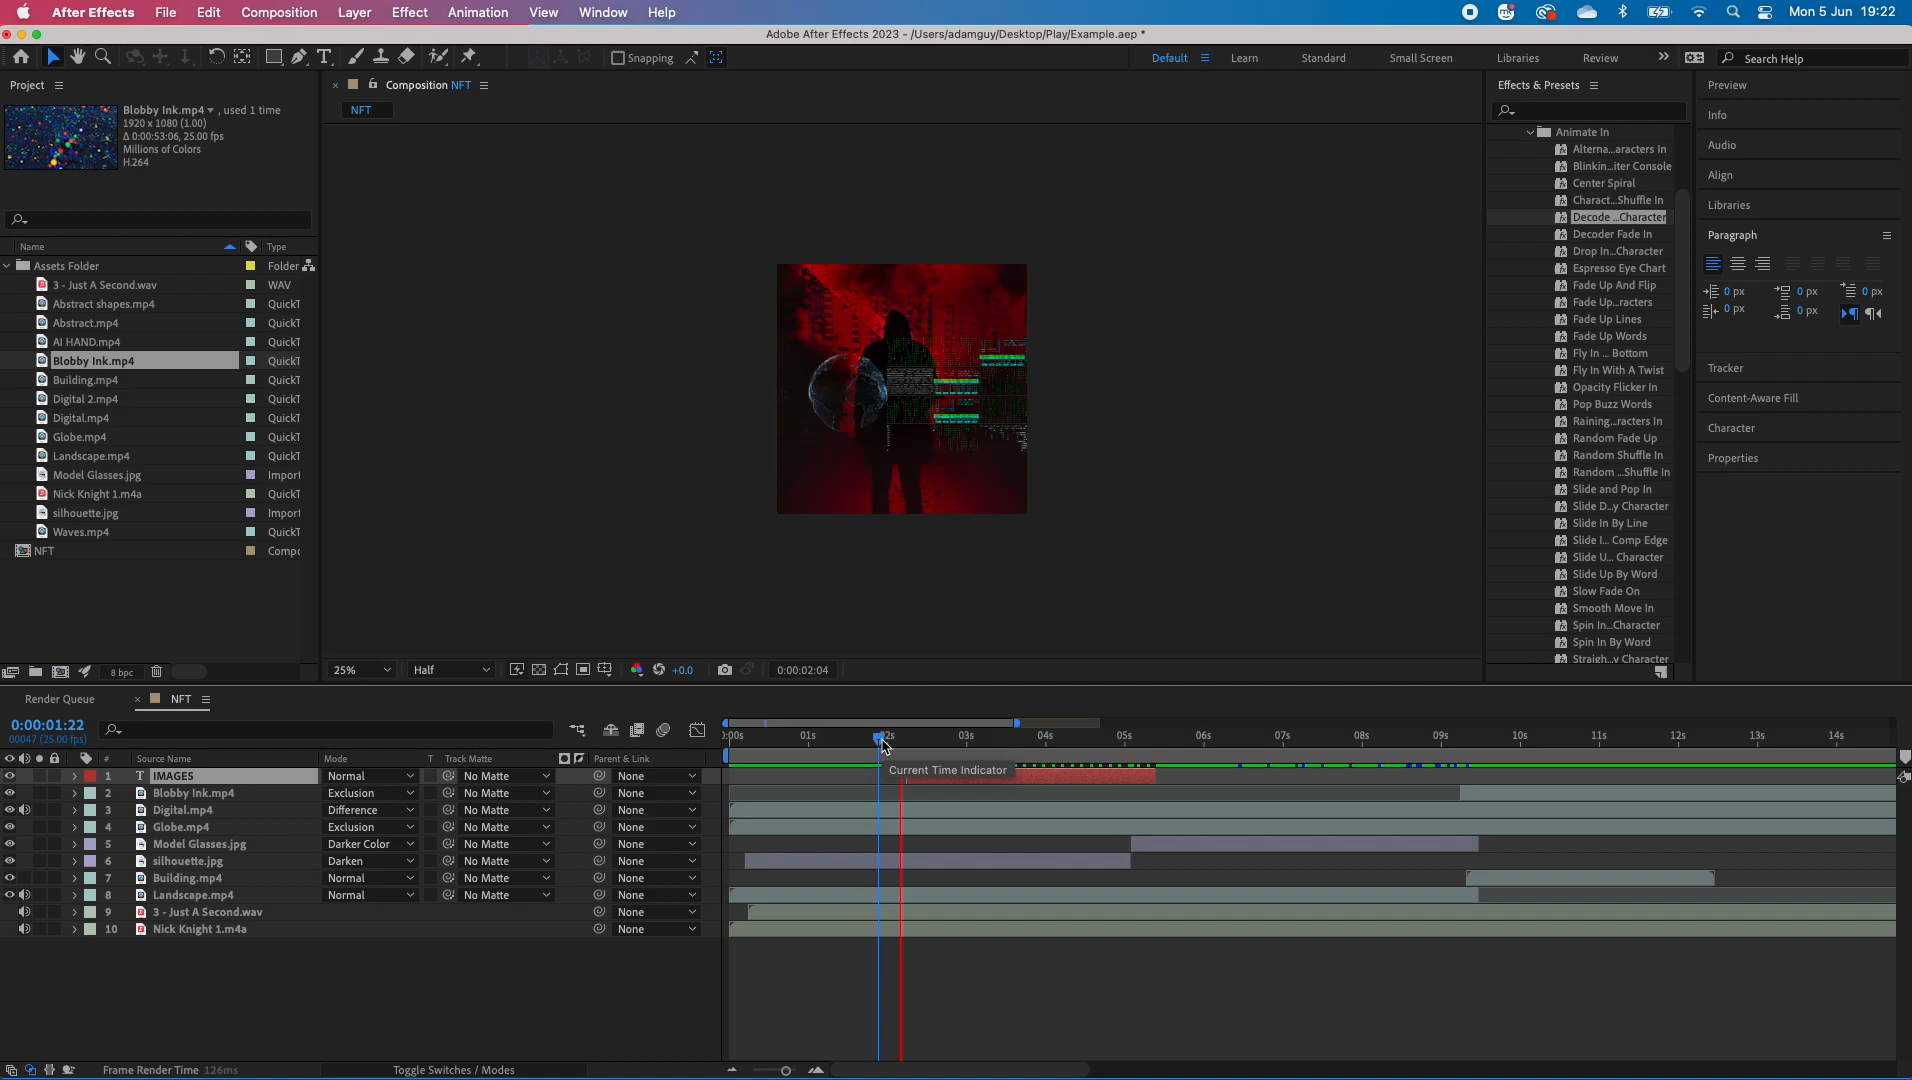 After Effects File Edit Composition Layer Effect Animation View Window Help Mon 5 Jun 19:22
Adobe After Effects 2023 - /Users/adamguy/Desktop/Play/Example.aep *
Snapping Default Learn Standard Small Screen Libraries Review Search Help
Project
Blobby Ink.mp4 , used 1 time
1920 x 1080 (1.00)
Δ 0:00:53:06, 25.00 fps
Millions of Colors
H.264
Name Type
Assets Folder Folder
3 - Just A Second.wav WAV
Abstract shapes.mp4 QuickT
Abstract.mp4 QuickT
AI HAND.mp4 QuickT
Blobby Ink.mp4 QuickT
Building.mp4 QuickT
Digital 2.mp4 QuickT
Digital.mp4 QuickT
Globe.mp4 QuickT
Landscape.mp4 QuickT
Model Glasses.jpg Import
Nick Knight 1.m4a QuickT
silhouette.jpg Import
Waves.mp4 QuickT
NFT Compo
8 bpc
Composition NFT
NFT
25% Half +0.0 0:00:02:04
Effects & Presets
Animate In
Alterna...aracters In
Blinkin...iter Console
Center Spiral
Charact...Shuffle In
Decode ...Character
Decoder Fade In
Drop In...Character
Espresso Eye Chart
Fade Up And Flip
Fade Up...racters
Fade Up Lines
Fade Up Words
Fly In ... Bottom
Fly In With A Twist
Opacity Flicker In
Pop Buzz Words
Raining...racters In
Random Fade Up
Random Shuffle In
Random ...Shuffle In
Slide and Pop In
Slide D...y Character
Slide In By Line
Slide I... Comp Edge
Slide U... Character
Slide Up By Word
Slow Fade On
Smooth Move In
Spin In...Character
Spin In By Word
Straigh...y Character
Preview
Info
Audio
Align
Libraries
Paragraph
0 px 0 px 0 px
0 px 0 px
Tracker
Content-Aware Fill
Character
Properties
Render Queue NFT
0:00:01:22
00047 (25.00 fps)
# Source Name Mode T Track Matte Parent & Link
:00s 01s 02s 03s 04s 05s 06s 07s 08s 09s 10s 11s 12s 13s 14s
Current Time Indicator
1 T IMAGES Normal No Matte None
2 Blobby Ink.mp4 Exclusion No Matte None
3 Digital.mp4 Difference No Matte None
4 Globe.mp4 Exclusion No Matte None
5 Model Glasses.jpg Darker Color No Matte None
6 silhouette.jpg Darken No Matte None
7 Building.mp4 Normal No Matte None
8 Landscape.mp4 Normal No Matte None
9 3 - Just A Second.wav None
10 Nick Knight 1.m4a None
Frame Render Time 126ms Toggle Switches / Modes